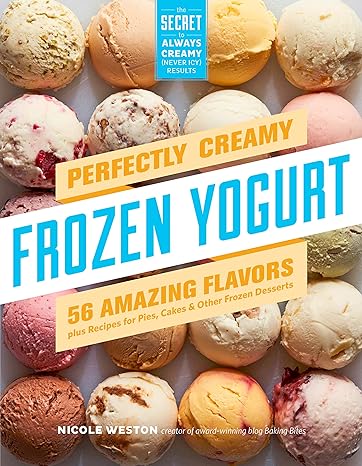 the
SECRET
to
ALWAYS
CREAMY
(NEVER ICY)
RESULTS
PERFECTLY CREAMY
FROZEN YOGURT
56 AMAZING FLAVORS
plus Recipes for Pies, Cakes & Other Frozen Desserts
NICOLE WESTON creator of award-winning blog Baking Bites